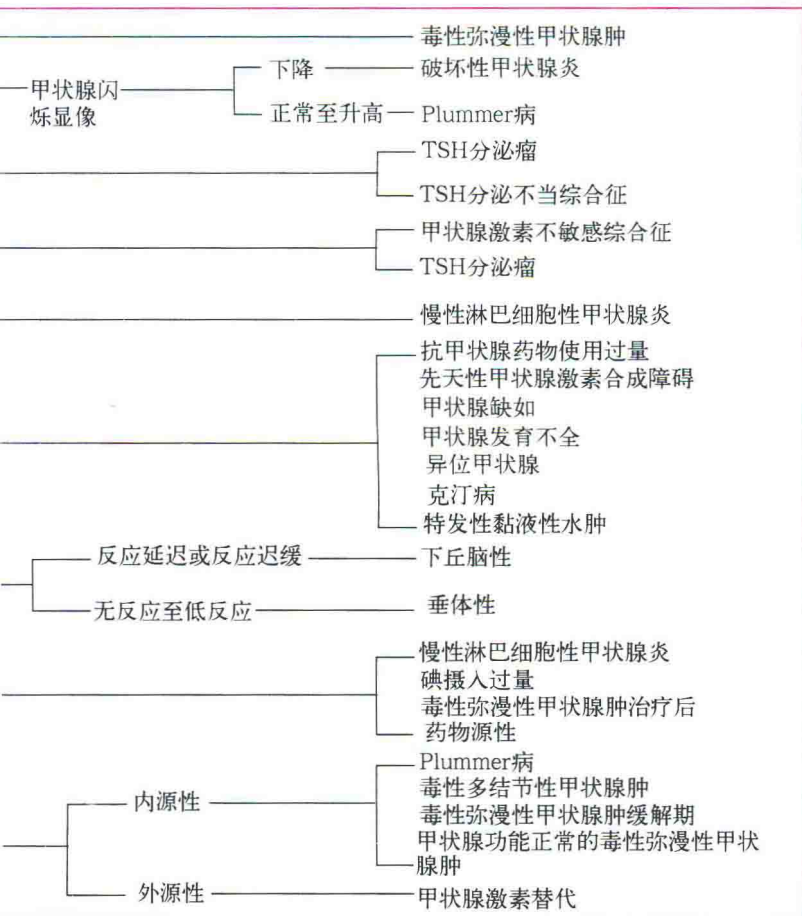 毒性弥漫性甲状腺肿
下降
破坏性甲状腺炎
甲状腺闪
烁显像
正常至升高
Plummer病
TSH分泌瘤
TSH分泌不当综合征
甲状腺激素不敏感综合征
TSH分泌瘤
慢性淋巴细胞性甲状腺炎
抗甲状腺药物使用过量
先天性甲状腺激素合成障碍
甲状腺缺如
甲状腺发育不全
异位甲状腺
克汀病
特发性黏液性水肿
反应延迟或反应迟缓
下丘脑性
无反应至低反应
垂体性
慢性淋巴细胞性甲状腺炎
碘摄入过量
毒性弥漫性甲状腺肿治疗后
药物源性
Plummer病
毒性多结节性甲状腺肿
内源性
毒性弥漫性甲状腺肿缓解期
甲状腺功能正常的毒性弥漫性甲状
腺肿
外源性
甲状腺激素替代